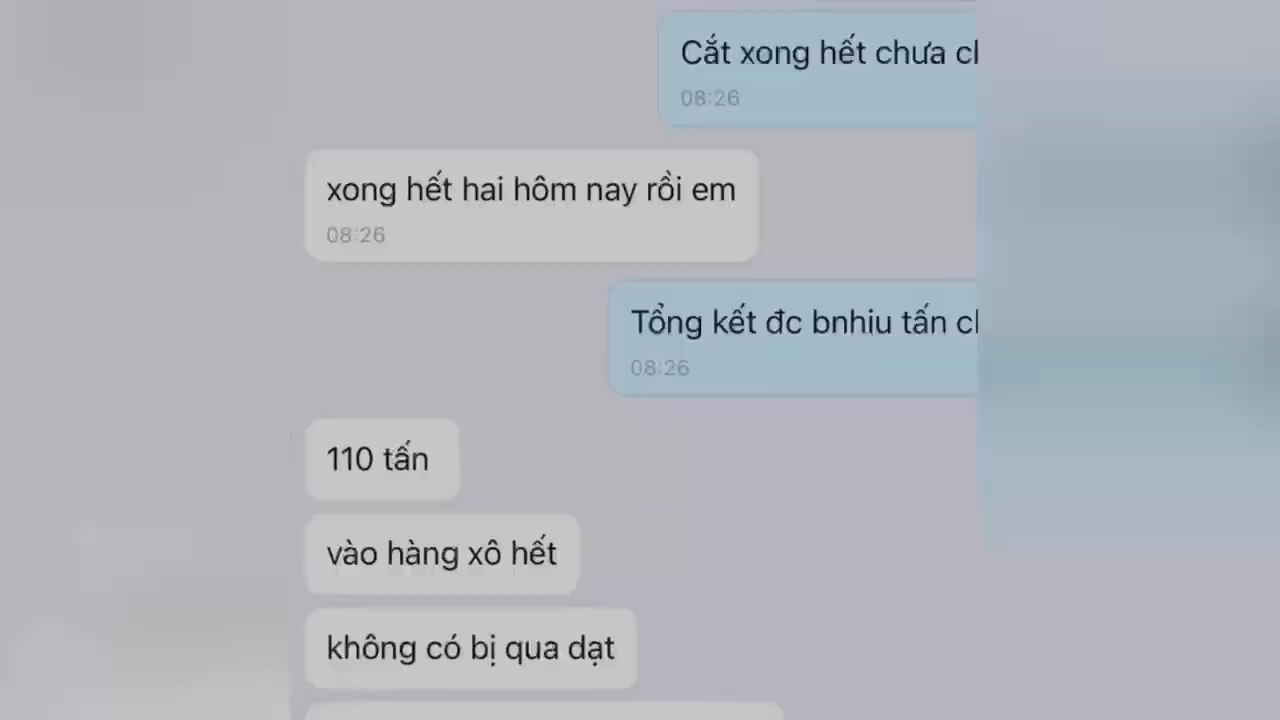 Cắt xong hết chưa
08:26
xong hết hai hôm nay rồi em
08:26
Tổng kết đc bnhiu tấn
08:26
110 tấn
vào hàng xô hết
không có bị qua dạt